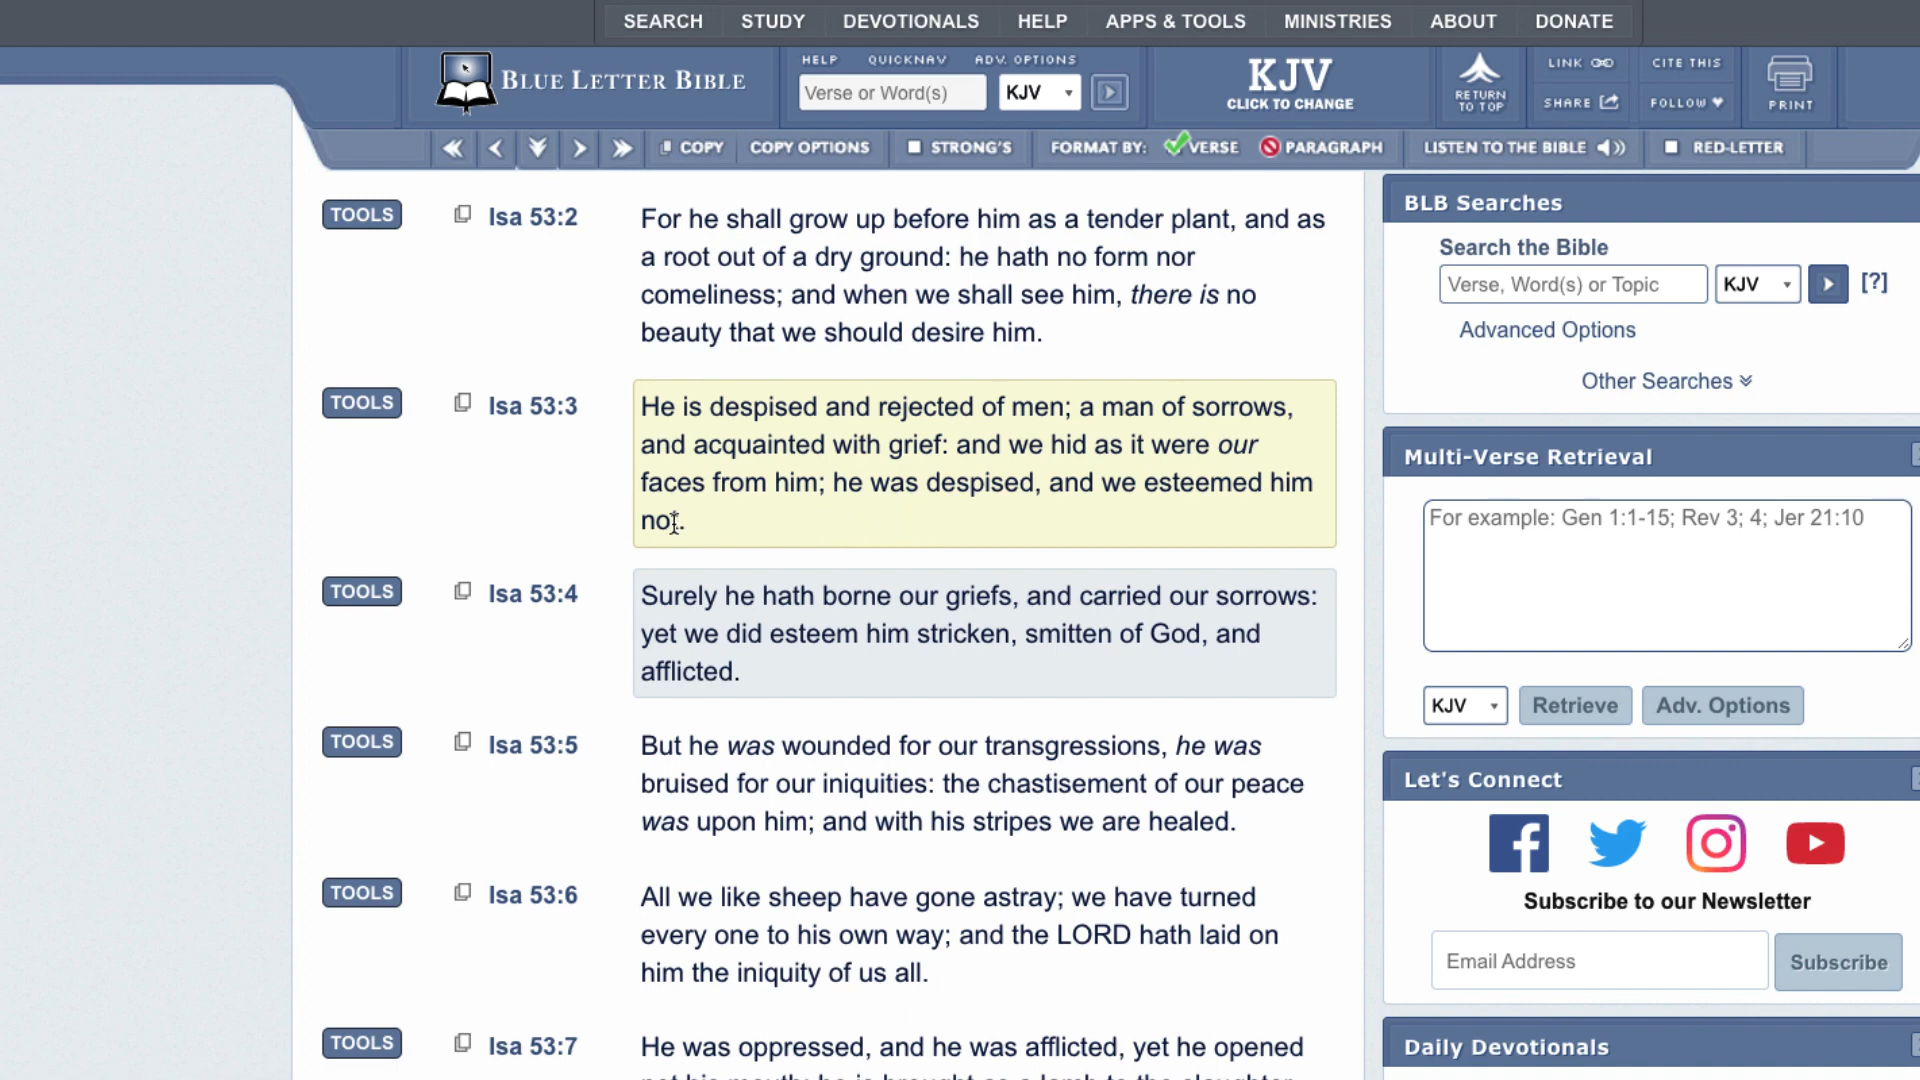 SEARCH STUDY DEVOTIONALS HELP APPS & TOOLS MINISTRIES ABOUT DONATE
BLUE LETTER BIBLE
HELP QUICKNAV ADV. OPTIONS
Verse or Word(s) KJV
KJV
CLICK TO CHANGE
RETURN
TO TOP
LINK
SHARE
CITE THIS
FOLLOW
PRINT
COPY COPY OPTIONS STRONG'S FORMAT BY: VERSE PARAGRAPH LISTEN TO THE BIBLE RED-LETTER
TOOLS Isa 53:2 For he shall grow up before him as a tender plant, and as
a root out of a dry ground: he hath no form nor
comeliness; and when we shall see him, there is no
beauty that we should desire him.
TOOLS Isa 53:3 He is despised and rejected of men; a man of sorrows,
and acquainted with grief: and we hid as it were our
faces from him; he was despised, and we esteemed him
not.
TOOLS Isa 53:4 Surely he hath borne our griefs, and carried our sorrows:
yet we did esteem him stricken, smitten of God, and
afflicted.
TOOLS Isa 53:5 But he was wounded for our transgressions, he was
bruised for our iniquities: the chastisement of our peace
was upon him; and with his stripes we are healed.
TOOLS Isa 53:6 All we like sheep have gone astray; we have turned
every one to his own way; and the LORD hath laid on
him the iniquity of us all.
TOOLS Isa 53:7 He was oppressed, and he was afflicted, yet he opened
BLB Searches
Search the Bible
Verse, Word(s) or Topic KJV [?]
Advanced Options
Other Searches
Multi-Verse Retrieval
For example: Gen 1:1-15; Rev 3; 4; Jer 21:10
KJV Retrieve Adv. Options
Let's Connect
Subscribe to our Newsletter
Email Address Subscribe
Daily Devotionals